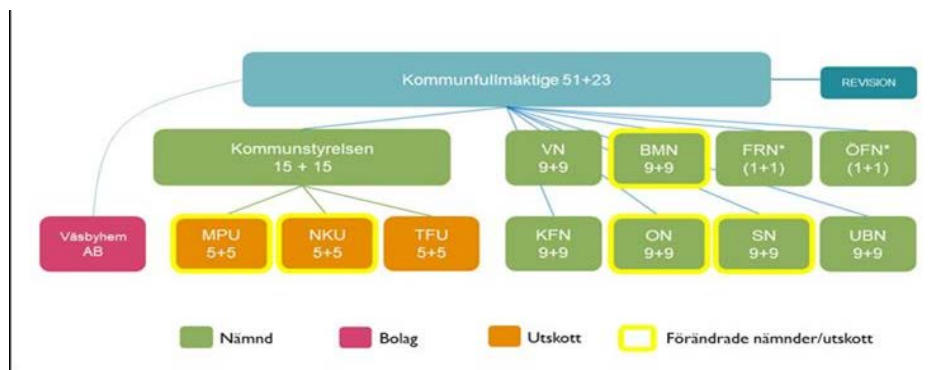 Kommunfullmäktige 51+23
REVISION
Kommunstyrelsen
15 + 15
VN
9+9
BMN
9+9
FRN*
(1+1)
ÖFN*
(1+1)
Väsbyhem
AB
MPU
5+5
NKU
5+5
TFU
5+5
KFN
9+9
ON
9+9
SN
9+9
UBN
9+9
Nämnd
Bolag
Utskott
Förändrade nämnder/utskott